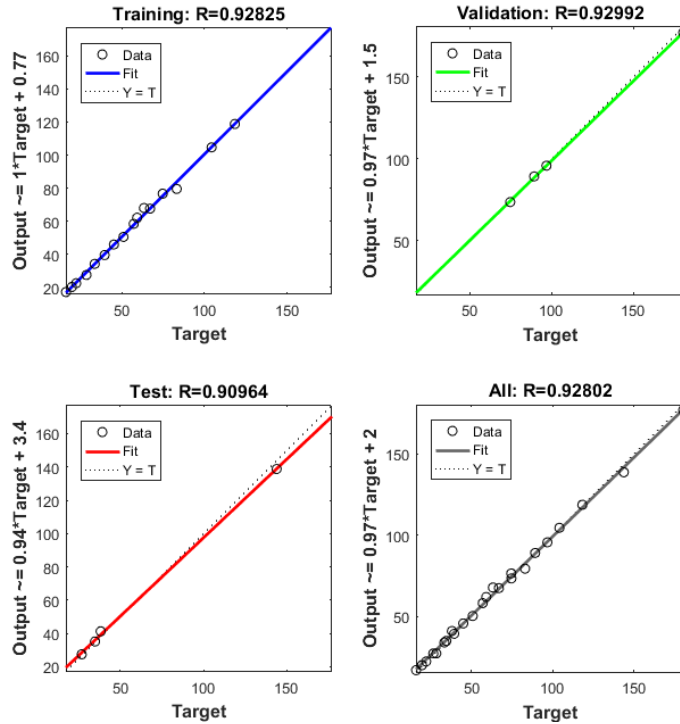 Training: R=0.92825
Output ~= 1*Target + 0.77
160
140
120
100
80
60
40
20
Data
Fit
Y = T
50
100
150
Target
Validation: R=0.92992
Output ~= 0.97*Target + 1.5
150
100
50
Data
Fit
Y = T
50
100
150
Target
Test: R=0.90964
Output ~= 0.94*Target + 3.4
160
140
120
100
80
60
40
20
Data
Fit
Y = T
50
100
150
Target
All: R=0.92802
Output ~= 0.97*Target + 2
150
100
50
Data
Fit
Y = T
50
100
150
Target